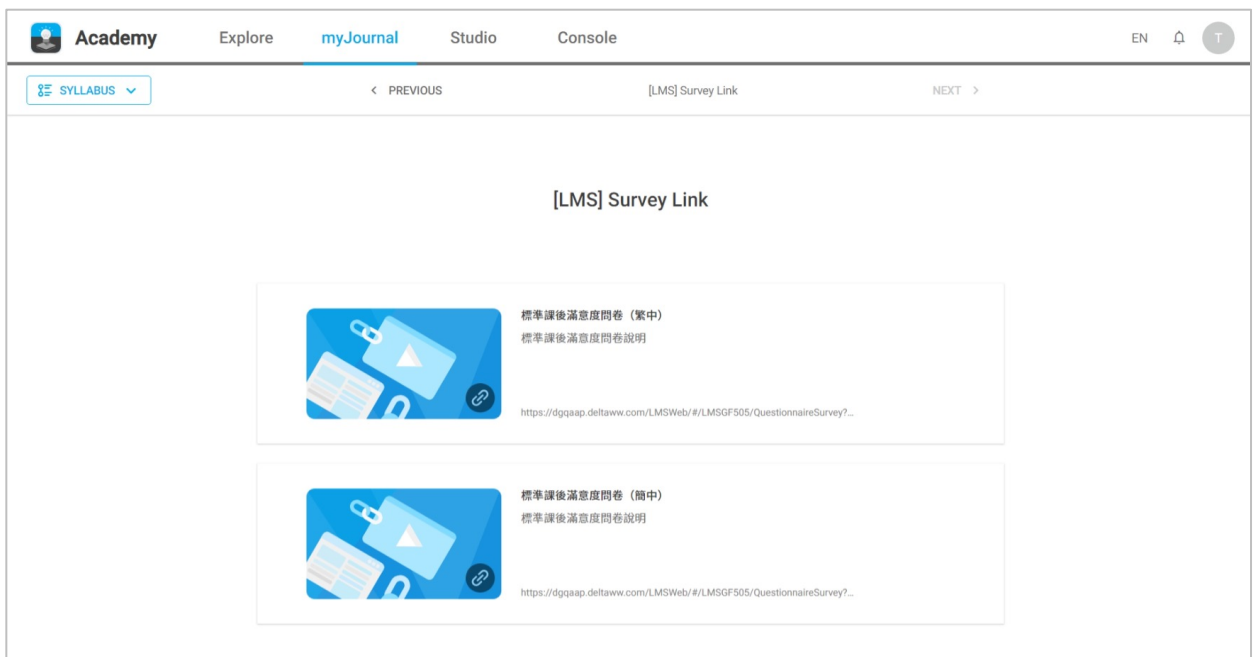 Academy Explore myJournal Studio Console EN T
SYLLABUS < PREVIOUS [LMS] Survey Link NEXT >
[LMS] Survey Link
標準課後滿意度問卷（繁中）
標準課後滿意度問卷說明
https://dgqaap.deltaww.com/LMSWeb/#/LMSGF505/QuestionnaireSurvey?...
標準課後滿意度問卷（簡中）
標準課後滿意度問卷說明
https://dgqaap.deltaww.com/LMSWeb/#/LMSGF505/QuestionnaireSurvey?...